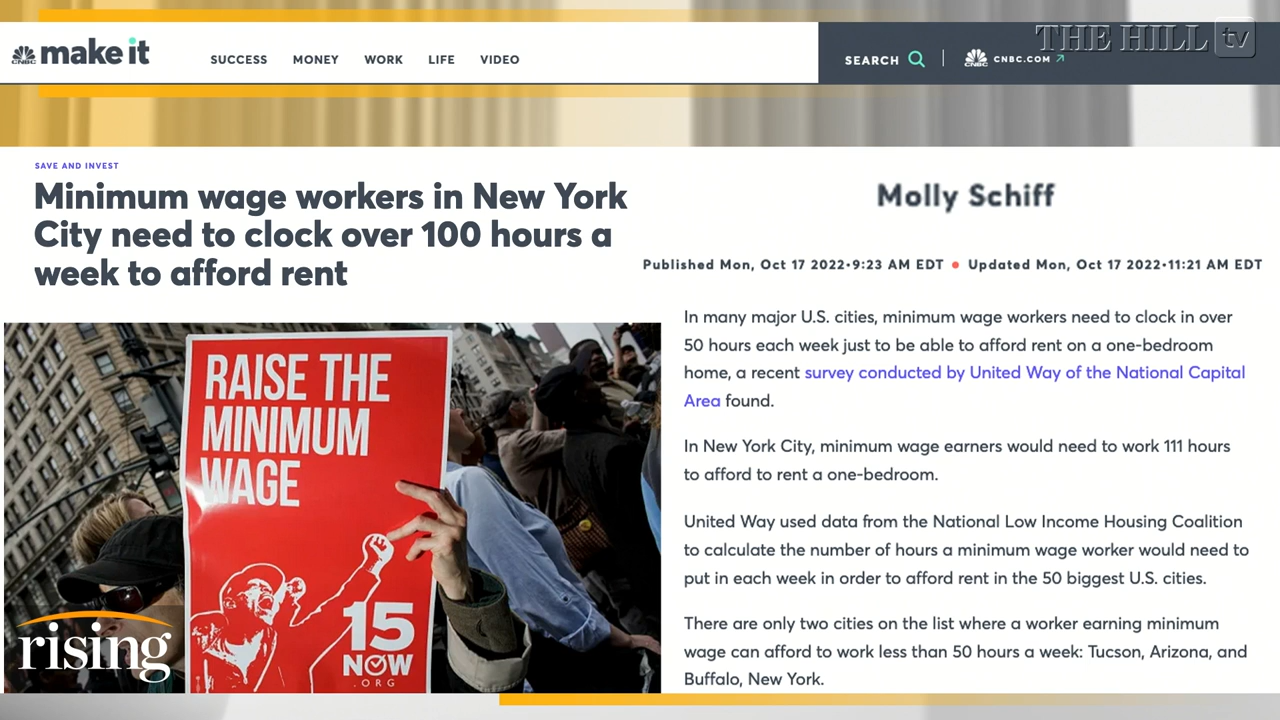 CNBC make it
SUCCESS MONEY WORK LIFE VIDEO
SEARCH
CNBC.COM
THE HILL tv
SAVE AND INVEST
Minimum wage workers in New York
City need to clock over 100 hours a
week to afford rent
Molly Schiff
Published Mon, Oct 17 2022•9:23 AM EDT • Updated Mon, Oct 17 2022•11:21 AM EDT
In many major U.S. cities, minimum wage workers need to clock in over
50 hours each week just to be able to afford rent on a one-bedroom
home, a recent survey conducted by United Way of the National Capital
Area found.
In New York City, minimum wage earners would need to work 111 hours
to afford to rent a one-bedroom.
United Way used data from the National Low Income Housing Coalition
to calculate the number of hours a minimum wage worker would need to
put in each week in order to afford rent in the 50 biggest U.S. cities.
There are only two cities on the list where a worker earning minimum
wage can afford to work less than 50 hours a week: Tucson, Arizona, and
Buffalo, New York.
RAISE THE
MINIMUM
WAGE
15
NOW
.ORG
rising